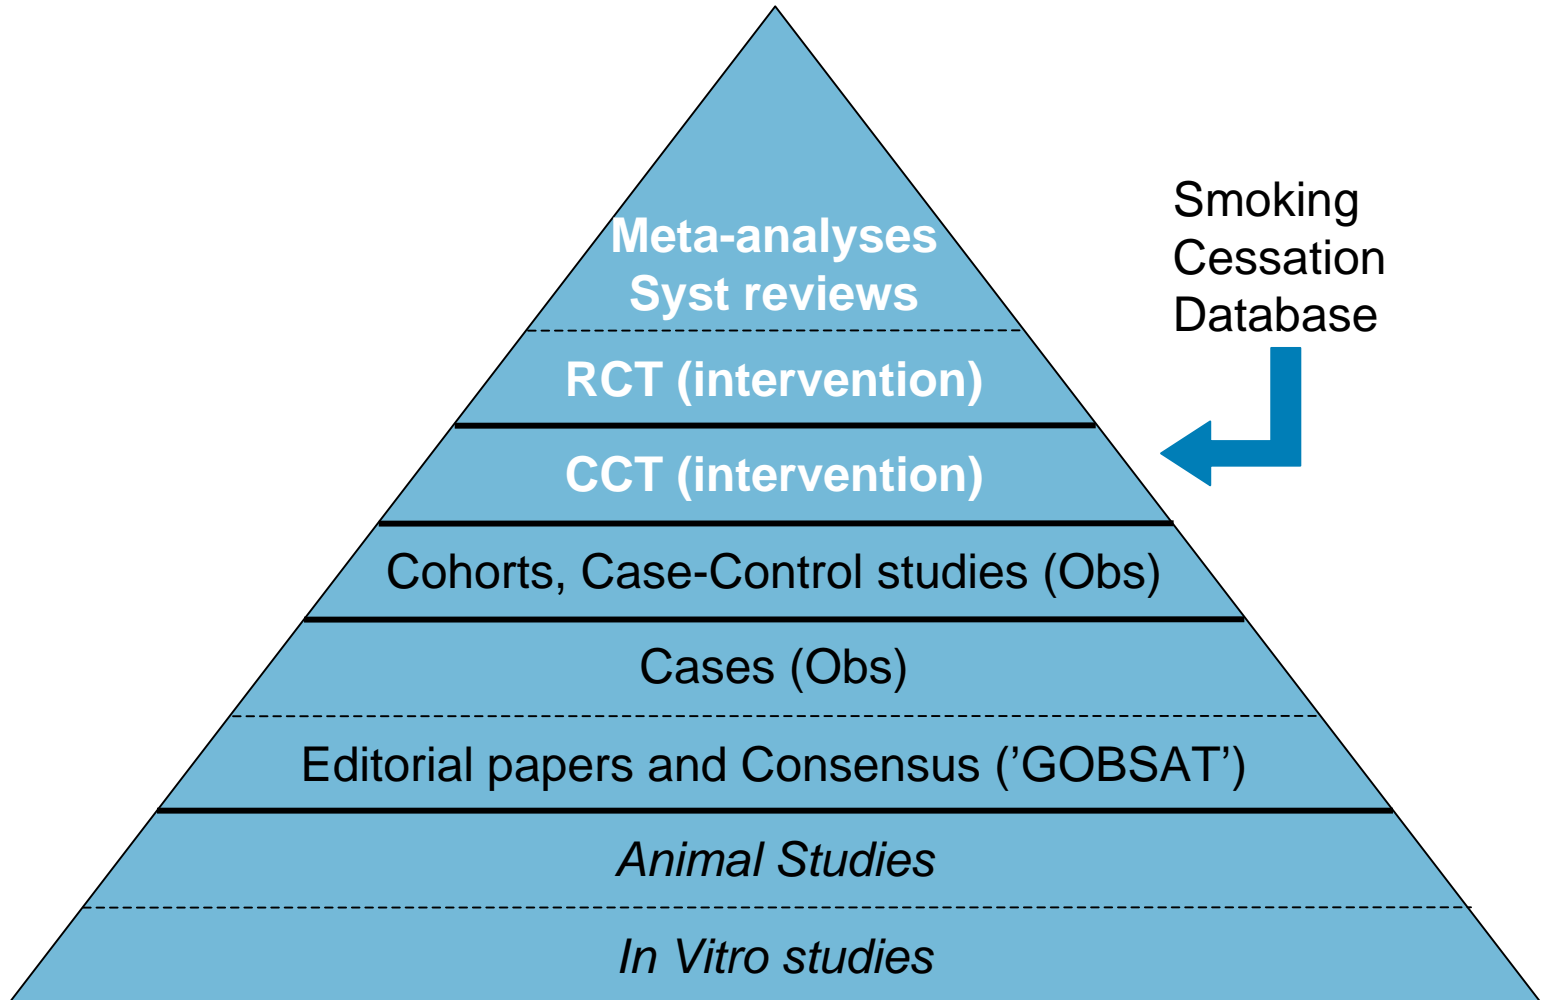 Meta-analyses
Syst reviews
RCT (intervention)
CCT (intervention)
Cohorts, Case-Control studies (Obs)
Cases (Obs)
Editorial papers and Consensus (’GOBSAT’)
Animal Studies
In Vitro studies
Smoking
Cessation
Database